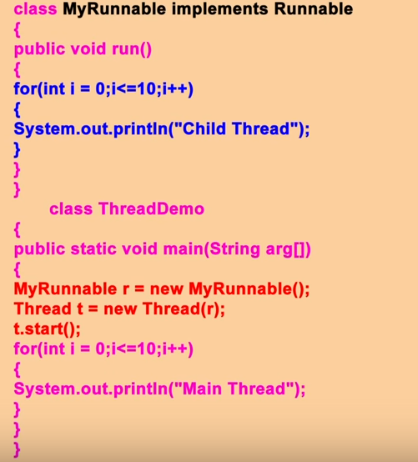 class MyRunnable implements Runnable
{
public void run()
{
for(int i = 0;i<=10;i++)
{
System.out.println("Child Thread");
}
}
}
class ThreadDemo
{
public static void main(String arg[])
{
MyRunnable r = new MyRunnable();
Thread t = new Thread(r);
t.start();
for(int i = 0;i<=10;i++)
{
System.out.println("Main Thread");
}
}
}